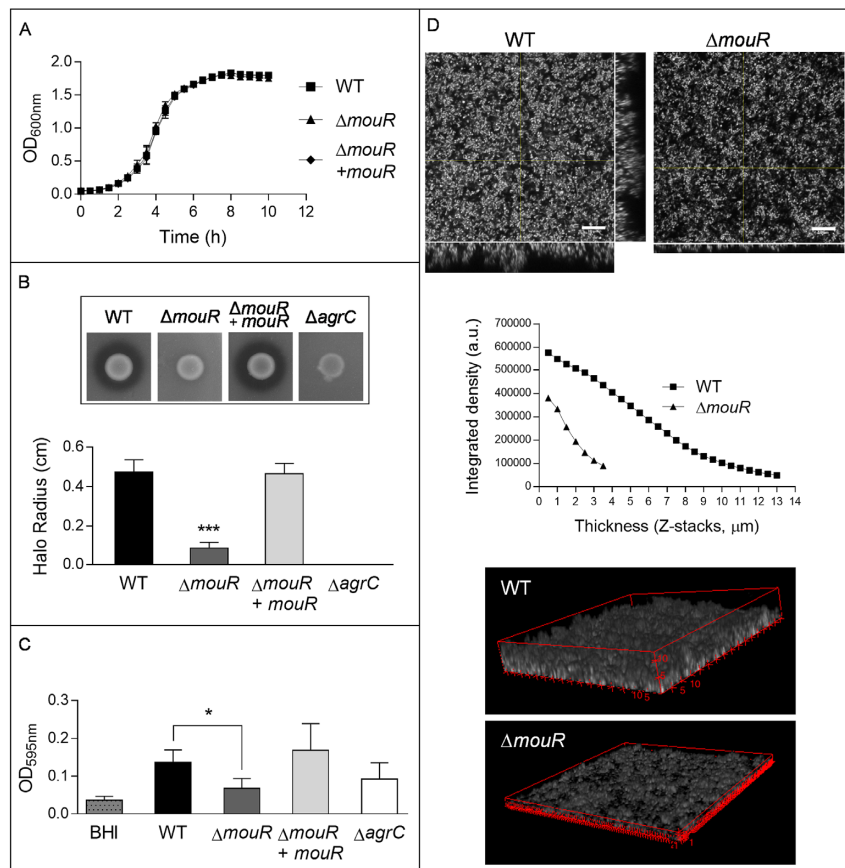 A
2.0
1.5
1.0
0.5
0.0
OD600nm
0 2 4 6 8 10 12
Time (h)
WT
ΔmouR
ΔmouR
+mouR
B
WT ΔmouR ΔmouR + mouR ΔagrC
0.6
0.4
0.2
0.0
Halo Radius (cm)
***
WT ΔmouR ΔmouR + mouR ΔagrC
C
0.3
0.2
0.1
0.0
OD595nm
*
BHI WT ΔmouR ΔmouR + mouR ΔagrC
D
WT ΔmouR
700000
600000
500000
400000
300000
200000
100000
0
Integrated density (a.u.)
WT
ΔmouR
0 1 2 3 4 5 6 7 8 9 10 11 12 13 14
Thickness (Z-stacks, μm)
WT
10
5
5
10
ΔmouR